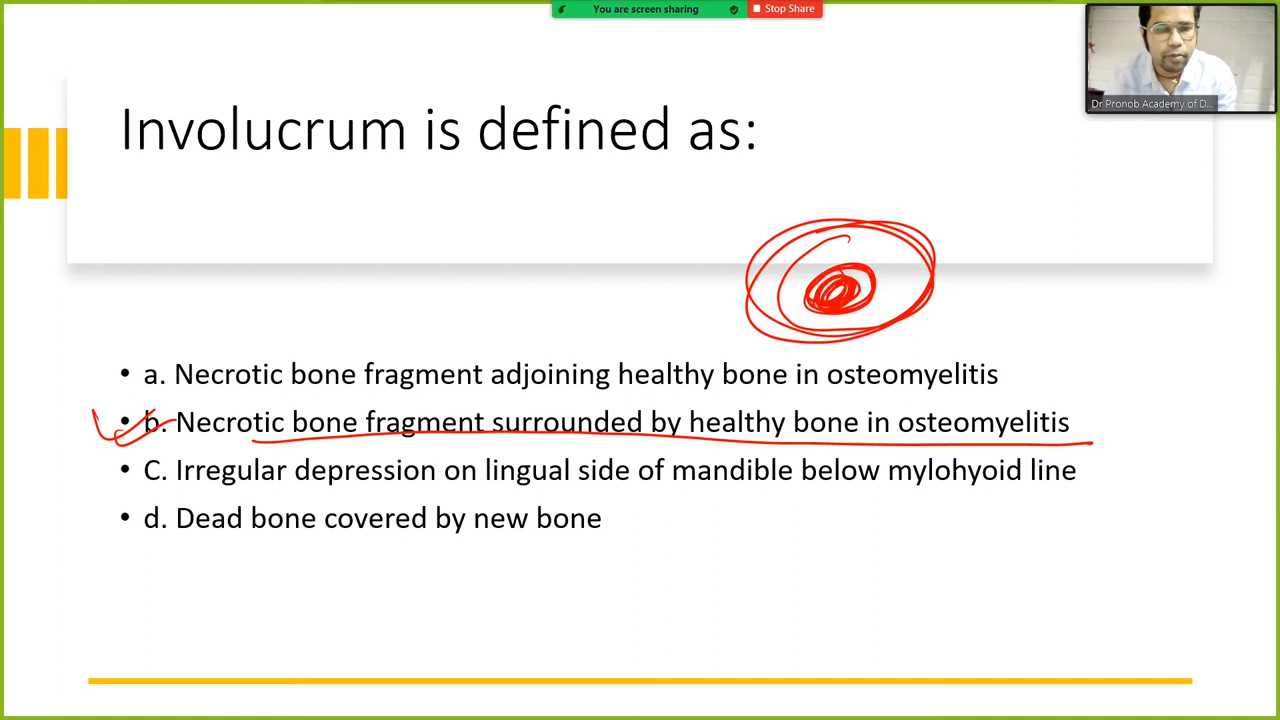 You are screen sharing
Stop Share
Dr Pronob Academy of D...
Involucrum is defined as:
• a. Necrotic bone fragment adjoining healthy bone in osteomyelitis
• b. Necrotic bone fragment surrounded by healthy bone in osteomyelitis
• C. Irregular depression on lingual side of mandible below mylohyoid line
• d. Dead bone covered by new bone